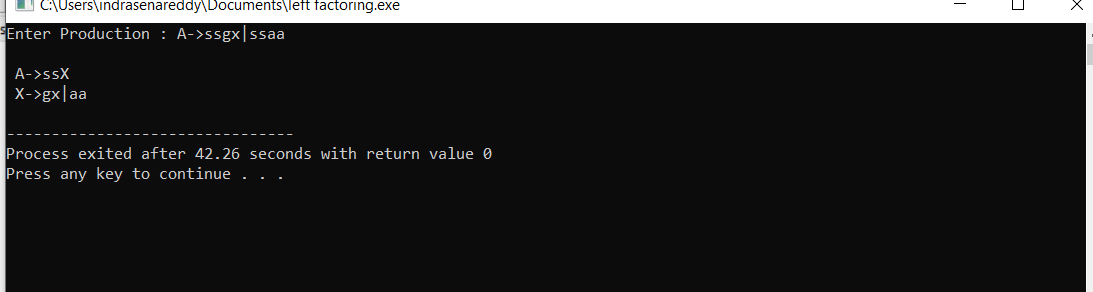 C:\Users\indrasenareddy\Documents\left factoring.exe
Enter Production : A->ssgx|ssaa
A->ssX
X->gx|aa
--------------------------------
Process exited after 42.26 seconds with return value 0
Press any key to continue . . .